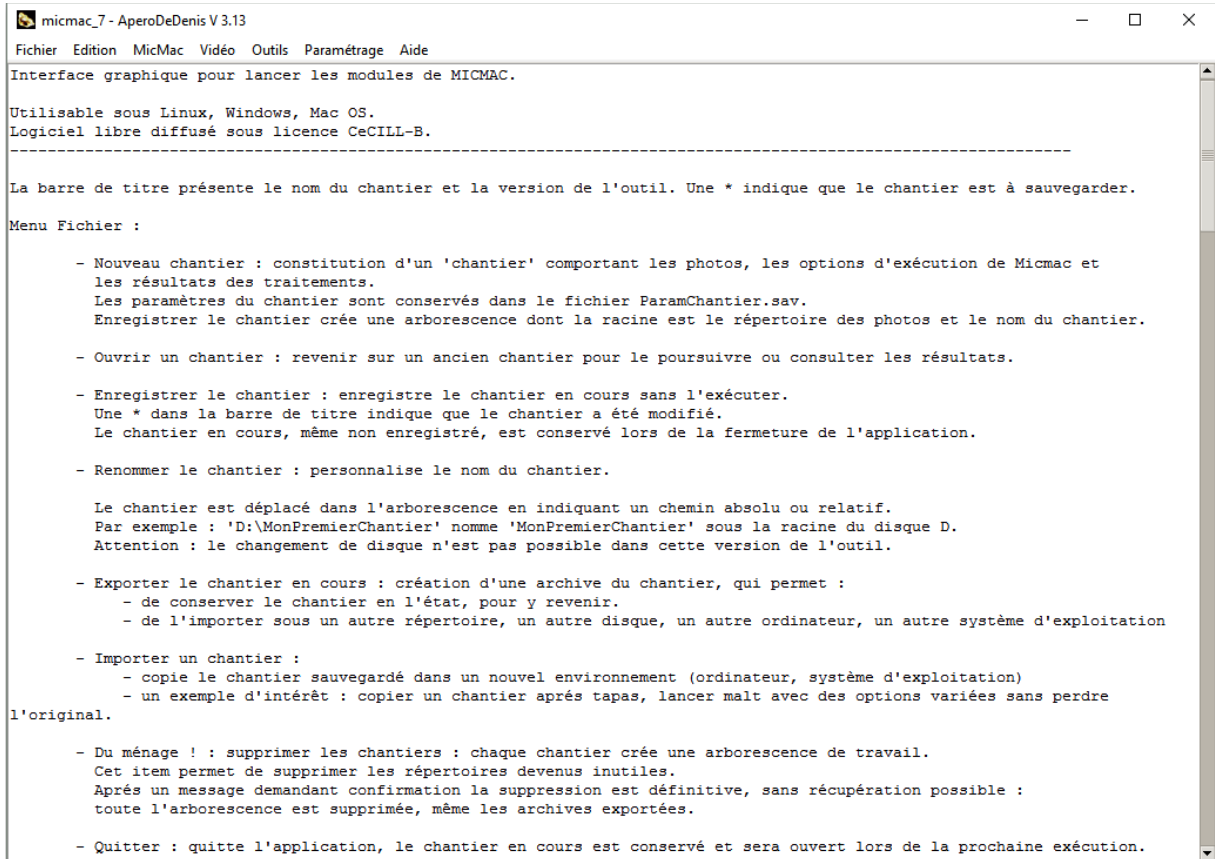 micmac_7 - AperoDeDenis V 3.13
Fichier Edition MicMac Vidéo Outils Paramétrage Aide
Interface graphique pour lancer les modules de MICMAC.
Utilisable sous Linux, Windows, Mac OS.
Logiciel libre diffusé sous licence CeCILL-B.
-----------------------------------------------------------------------------------------------------------------
La barre de titre présente le nom du chantier et la version de l'outil. Une * indique que le chantier est à sauvegarder.
Menu Fichier :
- Nouveau chantier : constitution d'un 'chantier' comportant les photos, les options d'exécution de Micmac et
les résultats des traitements.
Les paramètres du chantier sont conservés dans le fichier ParamChantier.sav.
Enregistrer le chantier crée une arborescence dont la racine est le répertoire des photos et le nom du chantier.
- Ouvrir un chantier : revenir sur un ancien chantier pour le poursuivre ou consulter les résultats.
- Enregistrer le chantier : enregistre le chantier en cours sans l'exécuter.
Une * dans la barre de titre indique que le chantier a été modifié.
Le chantier en cours, même non enregistré, est conservé lors de la fermeture de l'application.
- Renommer le chantier : personnalise le nom du chantier.
Le chantier est déplacé dans l'arborescence en indiquant un chemin absolu ou relatif.
Par exemple : 'D:\MonPremierChantier' nomme 'MonPremierChantier' sous la racine du disque D.
Attention : le changement de disque n'est pas possible dans cette version de l'outil.
- Exporter le chantier en cours : création d'une archive du chantier, qui permet :
- de conserver le chantier en l'état, pour y revenir.
- de l'importer sous un autre répertoire, un autre disque, un autre ordinateur, un autre système d'exploitation
- Importer un chantier :
- copie le chantier sauvegardé dans un nouvel environnement (ordinateur, système d'exploitation)
- un exemple d'intérêt : copier un chantier aprés tapas, lancer malt avec des options variées sans perdre
l'original.
- Du ménage ! : supprimer les chantiers : chaque chantier crée une arborescence de travail.
Cet item permet de supprimer les répertoires devenus inutiles.
Aprés un message demandant confirmation la suppression est définitive, sans récupération possible :
toute l'arborescence est supprimée, même les archives exportées.
- Quitter : quitte l'application, le chantier en cours est conservé et sera ouvert lors de la prochaine exécution.